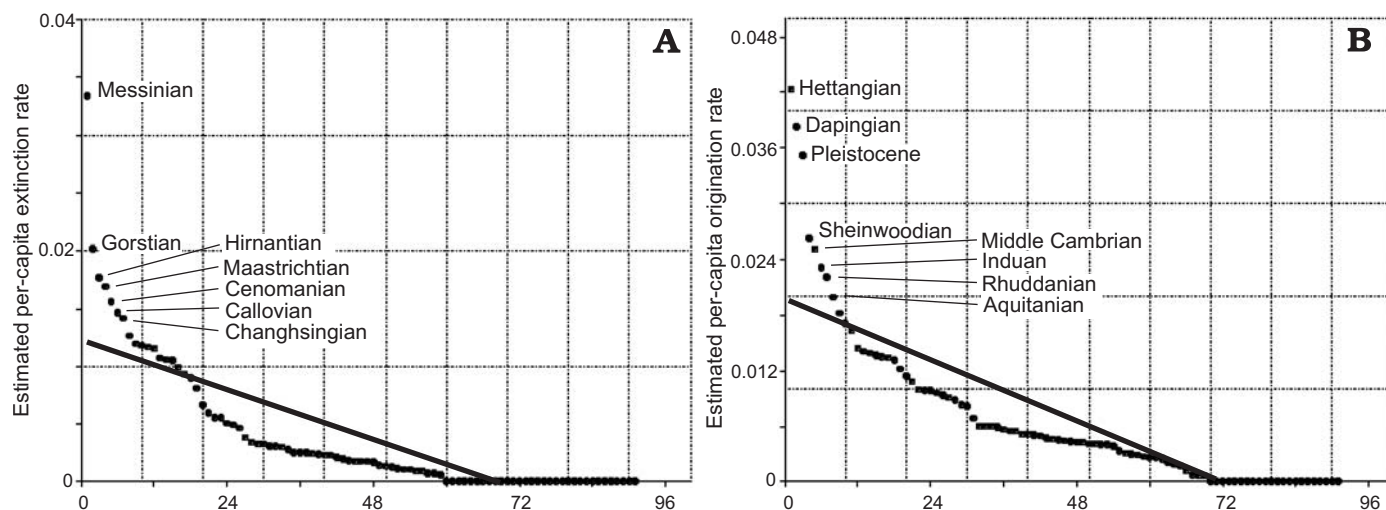 Estimated per-capita extinction rate
0.04
0.02
0
A
Messinian
Gorstian
Hirnantian
Maastrichtian
Cenomanian
Callovian
Changhsingian
0 24 48 72 96
Estimated per-capita origination rate
0.048
0.036
0.024
0.012
0
B
Hettangian
Dapingian
Pleistocene
Sheinwoodian
Middle Cambrian
Induan
Rhuddanian
Aquitanian
0 24 48 72 96